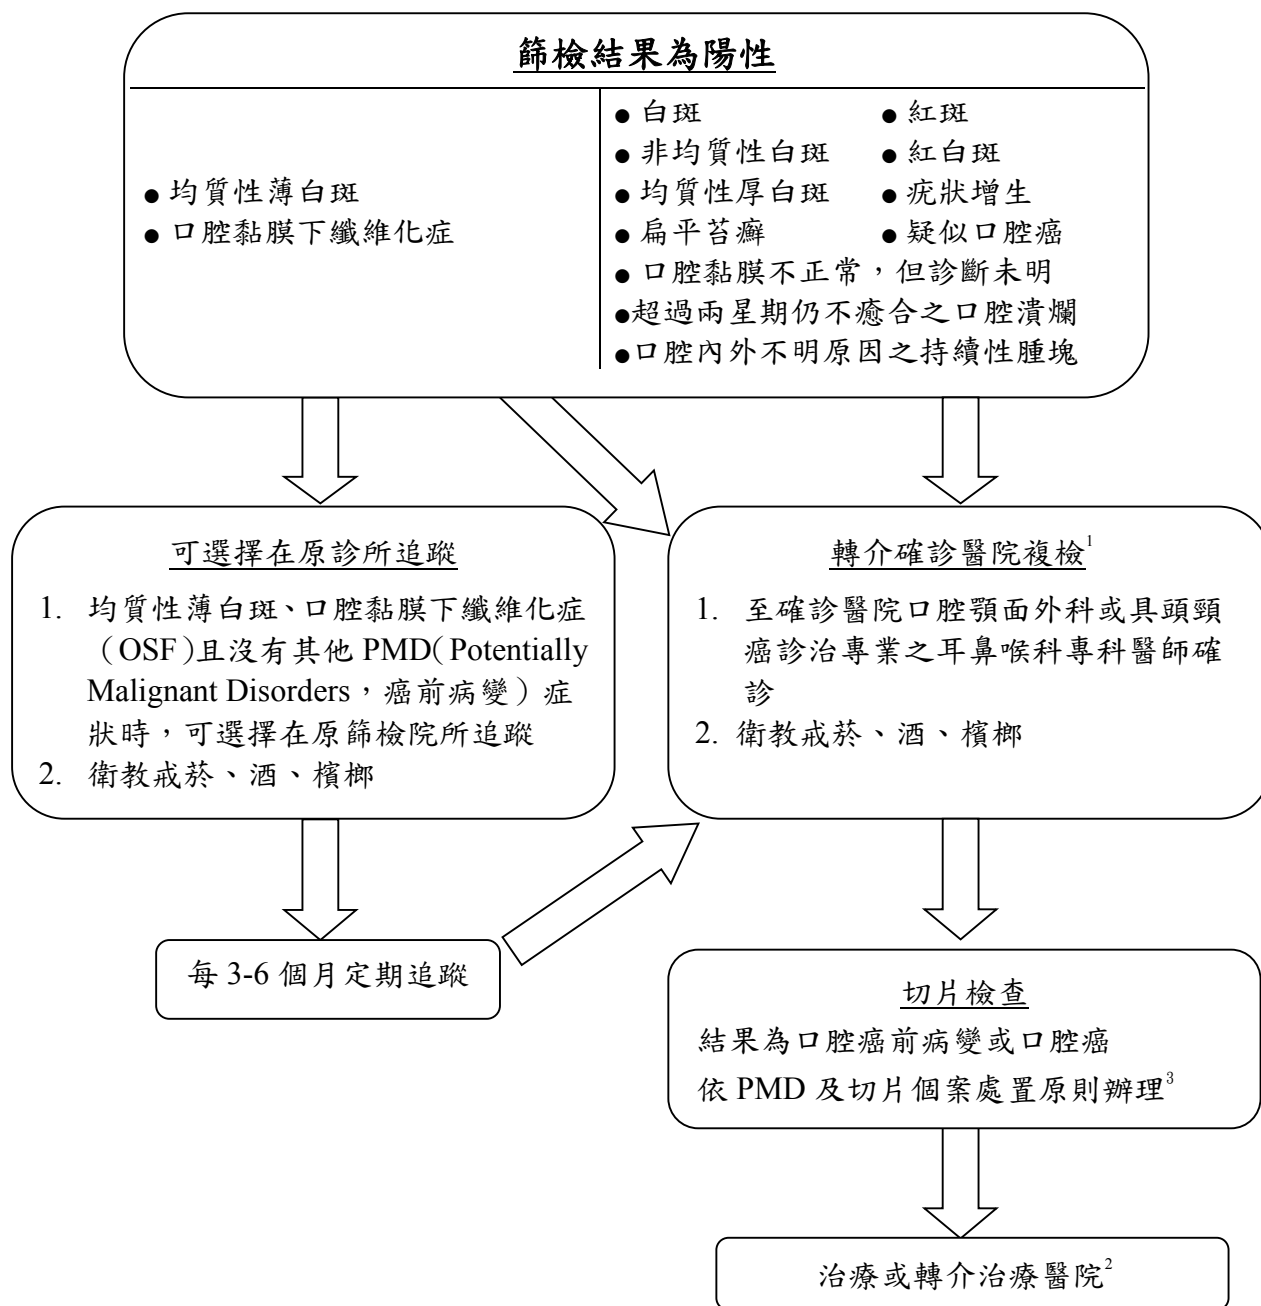 篩檢結果為陽性
● 均質性薄白斑
● 口腔黏膜下纖維化症
● 白斑
● 紅斑
● 非均質性白斑
● 紅白斑
● 均質性厚白斑
● 疣狀增生
● 扁平苔癬
● 疑似口腔癌
● 口腔黏膜不正常，但診斷未明
●超過兩星期仍不癒合之口腔潰爛
●口腔內外不明原因之持續性腫塊
可選擇在原診所追蹤
1. 均質性薄白斑、口腔黏膜下纖維化症
（OSF）且沒有其他 PMD（Potentially
Malignant Disorders，癌前病變）症
狀時，可選擇在原篩檢院所追蹤
2. 衛教戒菸、酒、檳榔
轉介確診醫院複檢1
1. 至確診醫院口腔顎面外科或具頭頸
癌診治專業之耳鼻喉科專科醫師確
診
2. 衛教戒菸、酒、檳榔
每 3-6 個月定期追蹤
切片檢查
結果為口腔癌前病變或口腔癌
依 PMD 及切片個案處置原則辦理3
治療或轉介治療醫院2